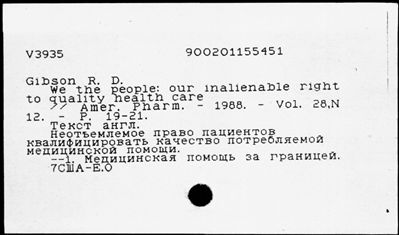 V3935 900201155451
Gibson R. D.
We the people: our inalienable right
to quality health care
// Amer. Pharm. - 1988. - Vol. 28,N
12. - P. 19-21.
Текст англ.
Неотъемлемое право пациентов
квалифицировать качество потребляемой
медицинской помощи.
--1. Медицинская помощь за границей.
7США-Е.О